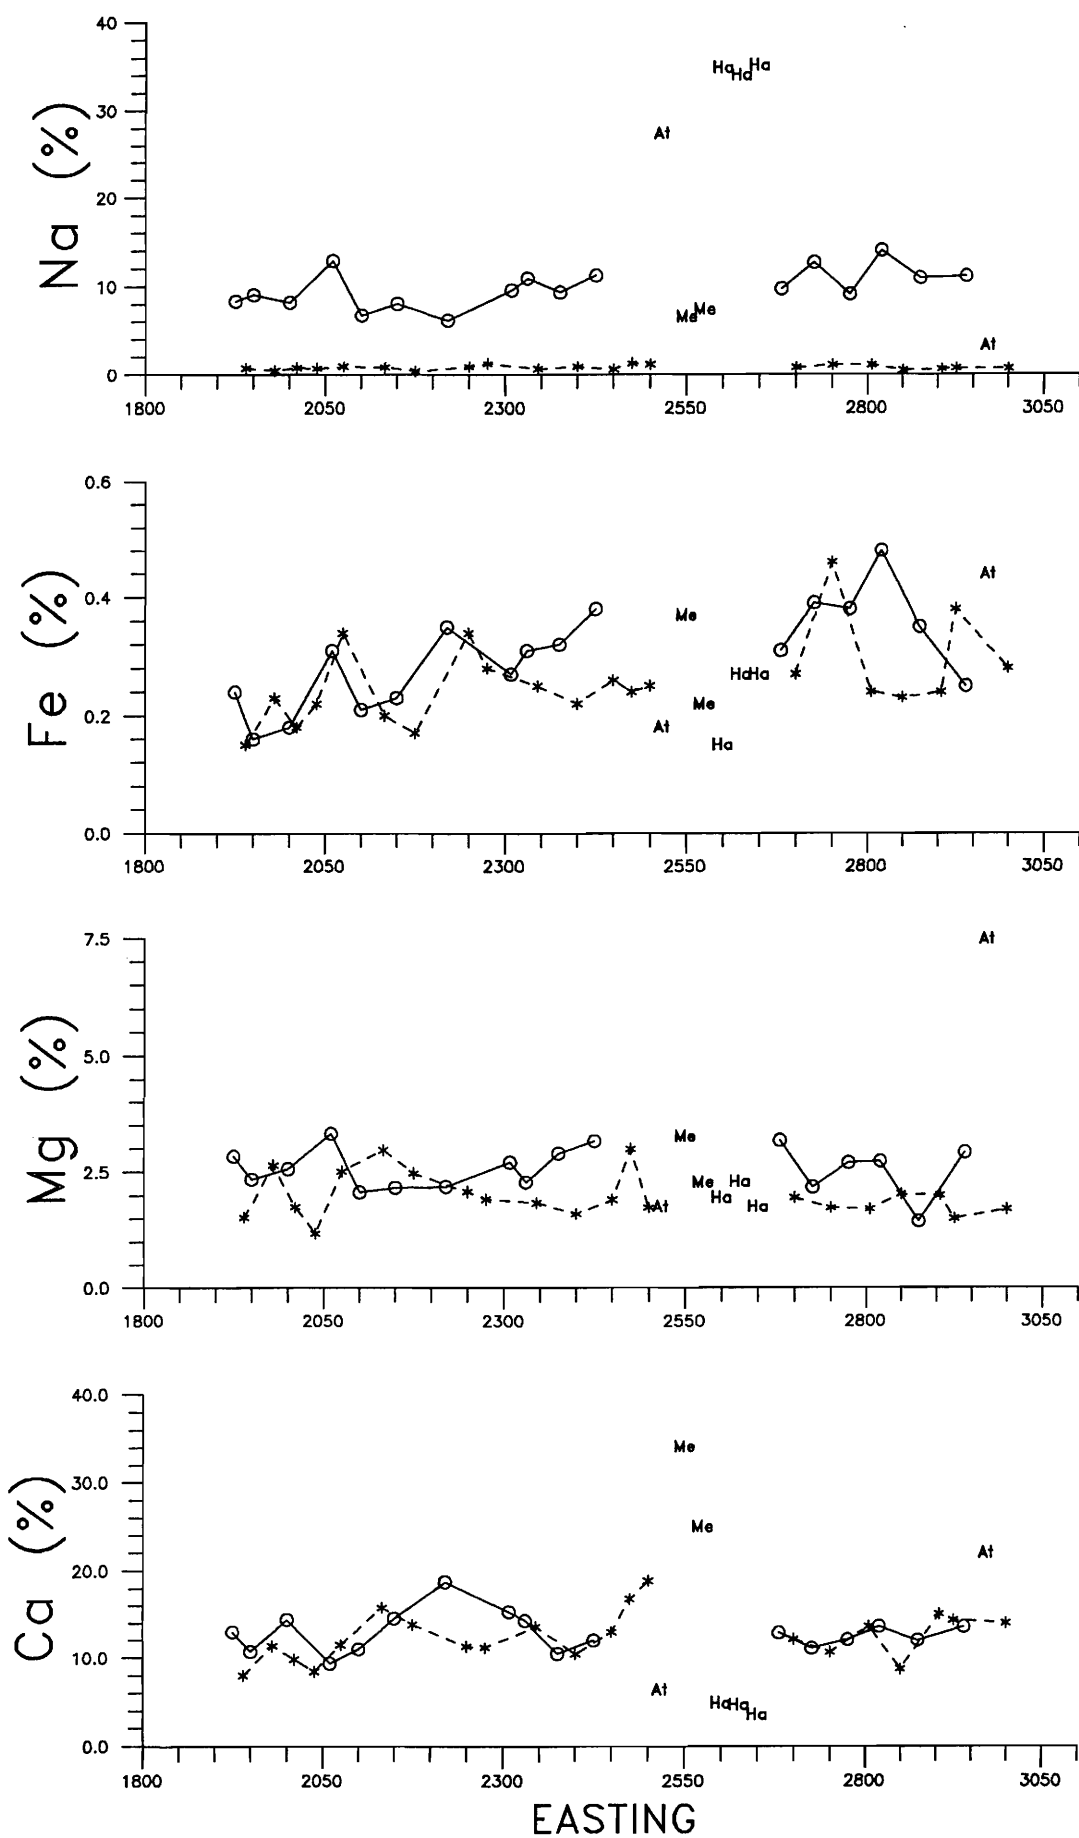 40
Ha Ha
Ha
30
At
Na (%)
20
10
Me Me
At
0
1800 2050 2300 2550 2800 3050
0.6
At
0.4
Me
Fe (%)
Ha Ha
Me
0.2
At
Ha
0.0
1800 2050 2300 2550 2800 3050
7.5
At
Mg (%)
5.0
Me
2.5
Me Ha
Ha
At Ha
0.0
1800 2050 2300 2550 2800 3050
40.0
Me
30.0
Me
Ca (%)
At
20.0
10.0
At
Ha Ha
Ha
0.0
1800 2050 2300 2550 2800 3050
EASTING